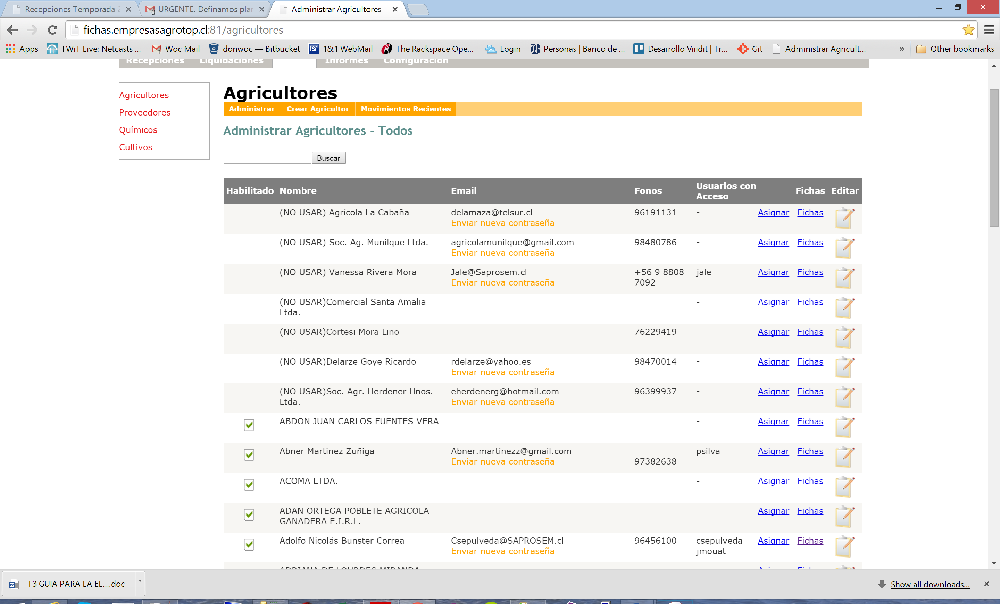 Recepciones Temporada 2
URGENTE. Definamos plan
Administrar Agricultores -
fichas.empresasagrotop.cl:81/agricultores
Apps
TWiT Live: Netcasts ...
Woc Mail
donwoc — Bitbucket
1&1 1&1 WebMail
The Rackspace Ope...
Login
Personas | Banco de ...
Desarrollo Viiidit | Tr...
Git
Administrar Agricult...
»
Other bookmarks
Recepciones Liquidaciones Informes Configuración
Agricultores
Proveedores
Químicos
Cultivos
Agricultores
Administrar Crear Agricultor Movimientos Recientes
Administrar Agricultores - Todos
Buscar
Habilitado Nombre Email Fonos Usuarios con Acceso Fichas Editar
(NO USAR) Agrícola La Cabaña delamaza@telsur.cl 96191131 - Asignar Fichas
Enviar nueva contraseña
(NO USAR) Soc. Ag. Munilque Ltda. agricolamunilque@gmail.com 98480786 - Asignar Fichas
Enviar nueva contraseña
(NO USAR) Vanessa Rivera Mora Jale@Saprosem.cl +56 9 8808 jale Asignar Fichas
Enviar nueva contraseña 7092
(NO USAR)Comercial Santa Amalia - Asignar Fichas
Ltda.
(NO USAR)Cortesi Mora Lino 76229419 - Asignar Fichas
(NO USAR)Delarze Goye Ricardo rdelarze@yahoo.es 98470014 - Asignar Fichas
Enviar nueva contraseña
(NO USAR)Soc. Agr. Herdener Hnos. eherdenerg@hotmail.com 96399937 - Asignar Fichas
Ltda. Enviar nueva contraseña
ABDON JUAN CARLOS FUENTES VERA - Asignar Fichas
Abner Martinez Zuñiga Abner.martinezz@gmail.com psilva Asignar Fichas
Enviar nueva contraseña 97382638
ACOMA LTDA. - Asignar Fichas
ADAN ORTEGA POBLETE AGRICOLA - Asignar Fichas
GANADERA E.I.R.L.
Adolfo Nicolás Bunster Correa Csepulveda@SAPROSEM.cl 96456100 csepulveda Asignar Fichas
Enviar nueva contraseña jmouat
ADRIANA DE LOURDES MIRANDA Asignar Fichas
F3 GUIA PARA LA EL....doc
Show all downloads...